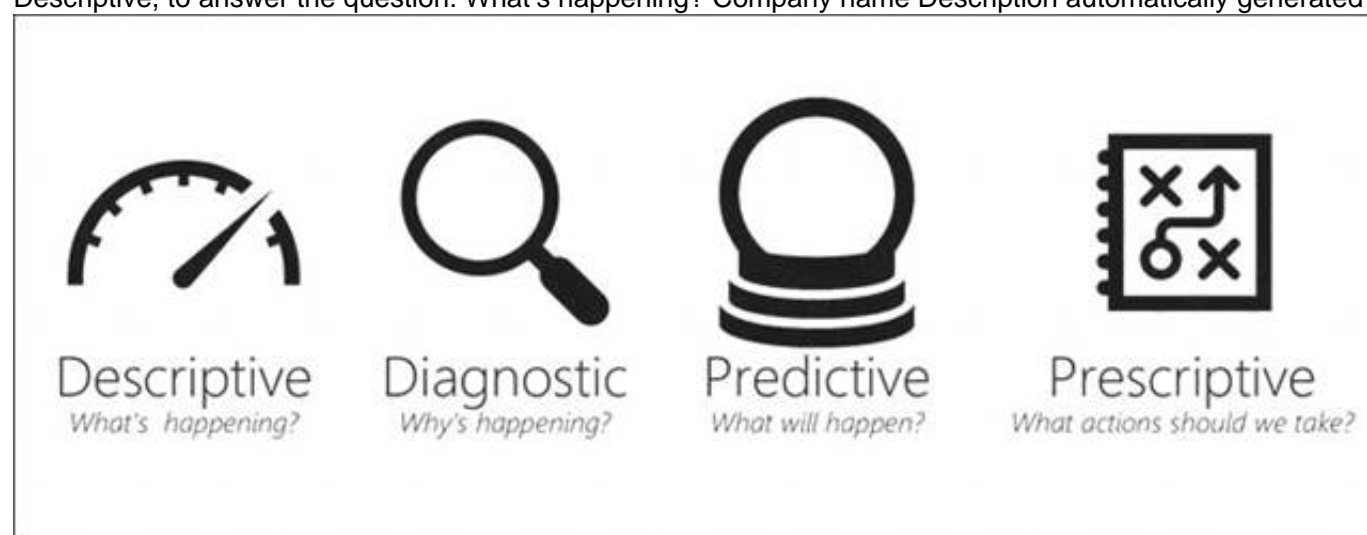 Descriptive, to answer the question: What's happening? Company name Description automatically generated
Descriptive
What's happening?
Diagnostic
Why's happening?
Predictive
What will happen?
Prescriptive
What actions should we take?